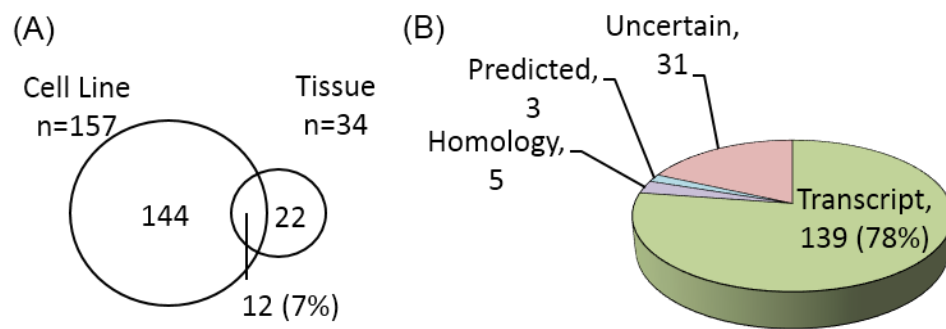 (A)
Cell Line
n=157
Tissue
n=34
144
22
12 (7%)
(B)
Uncertain,
31
Predicted,
3
Homology,
5
Transcript,
139 (78%)